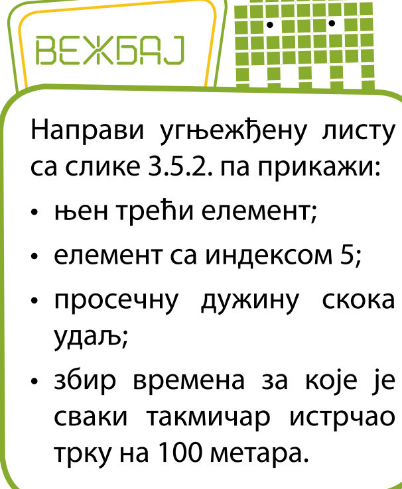 ВЕЖБАЈ
Направи угњежђену листу
са слике 3.5.2. па прикажи:
• њен трећи елемент;
• елемент са индексом 5;
• просечну дужину скока
удаљ;
• збир времена за које је
сваки такмичар истрчао
трку на 100 метара.